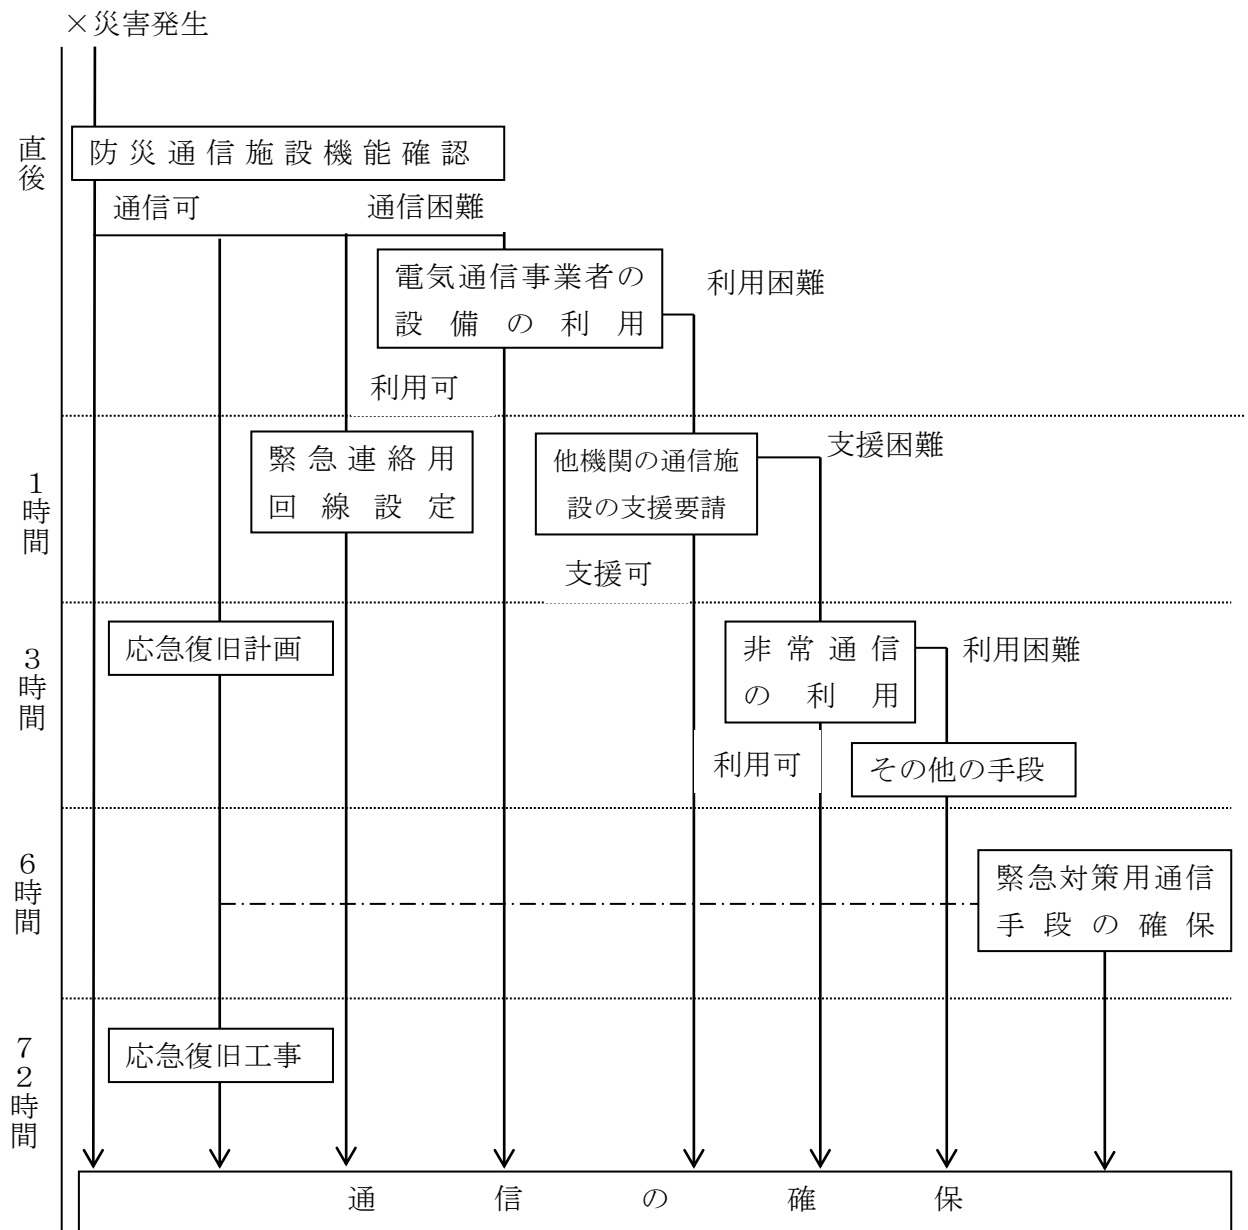 ×災害発生
直後
防災通信施設機能確認
通信可
通信困難
電気通信事業者の
設備の利用
利用困難
利用可
1時間
緊急連絡用
回線設定
他機関の通信施
設の支援要請
支援困難
支援可
3時間
応急復旧計画
非常通信
の利用
利用困難
利用可
その他の手段
6時間
緊急対策用通信
手段の確保
72時間
応急復旧工事
通信の確保